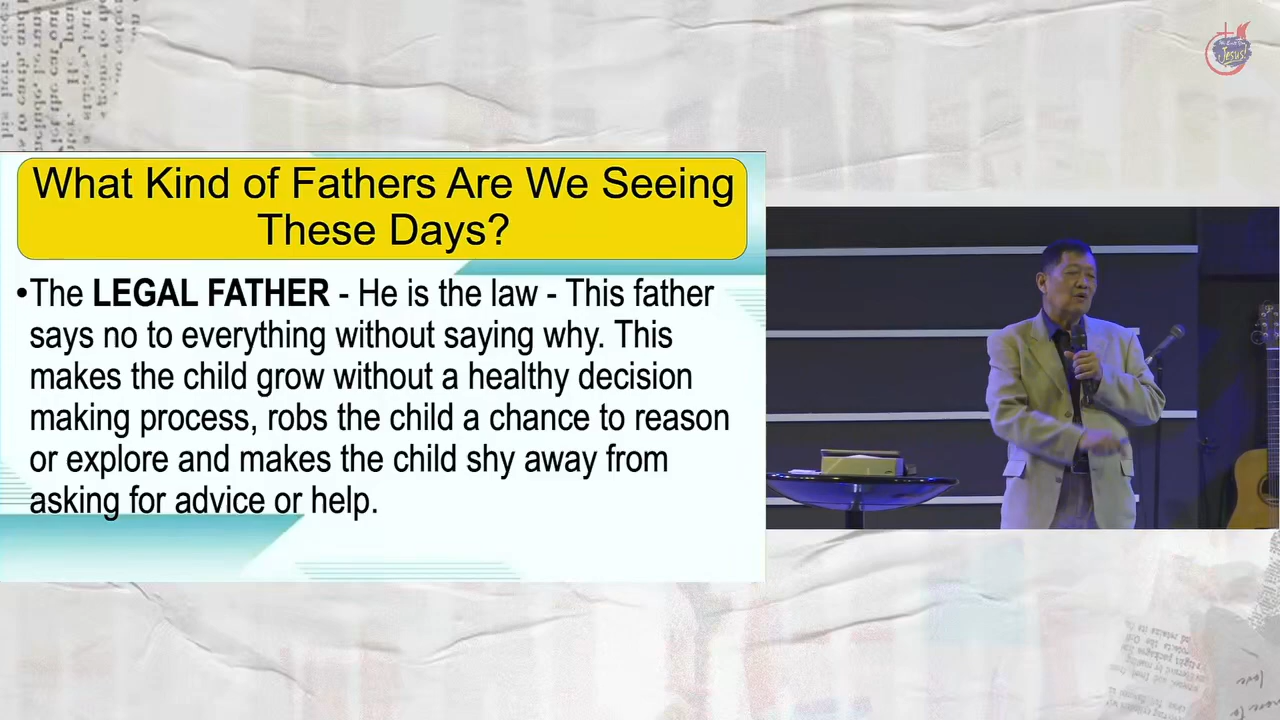 What Kind of Fathers Are We Seeing
These Days?
•The LEGAL FATHER - He is the law - This father
says no to everything without saying why. This
makes the child grow without a healthy decision
making process, robs the child a chance to reason
or explore and makes the child shy away from
asking for advice or help.
Jesus!